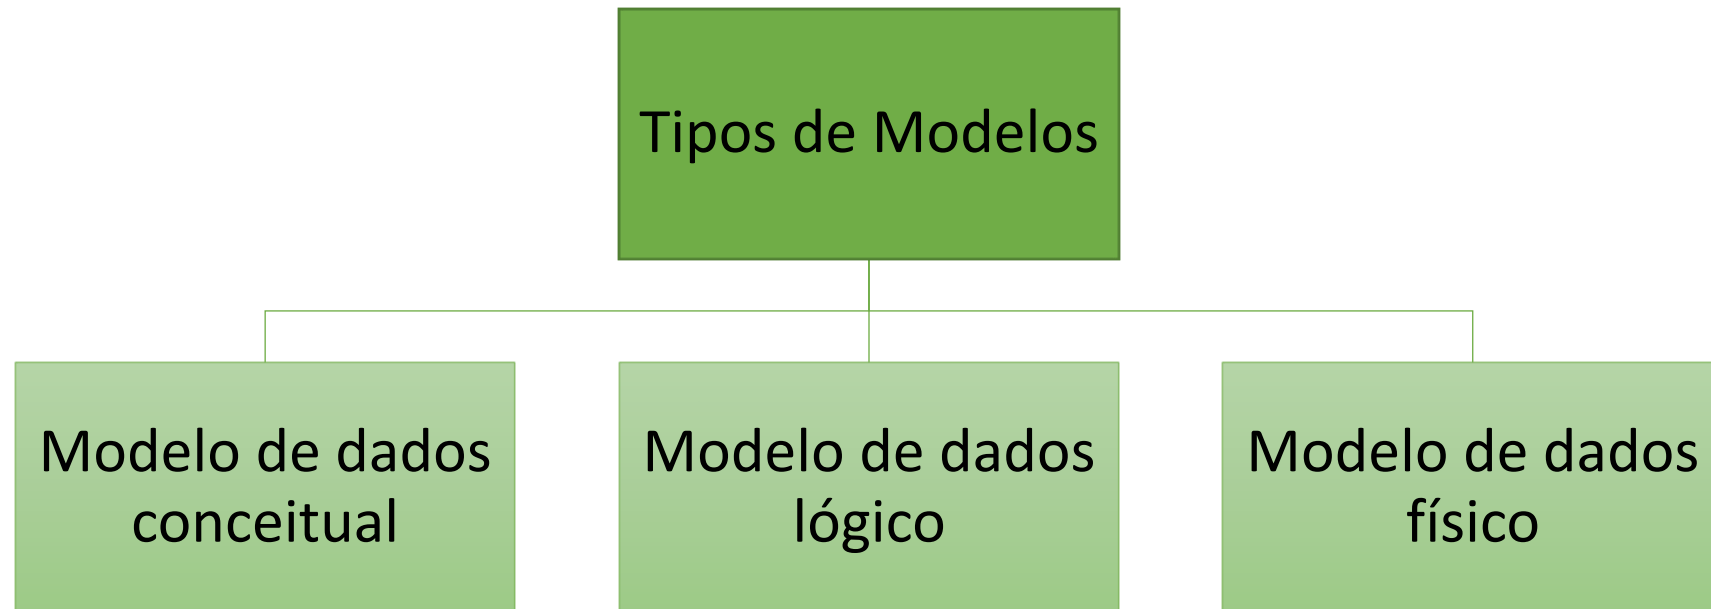 Tipos de Modelos
Modelo de dados
conceitual
Modelo de dados
lógico
Modelo de dados
físico